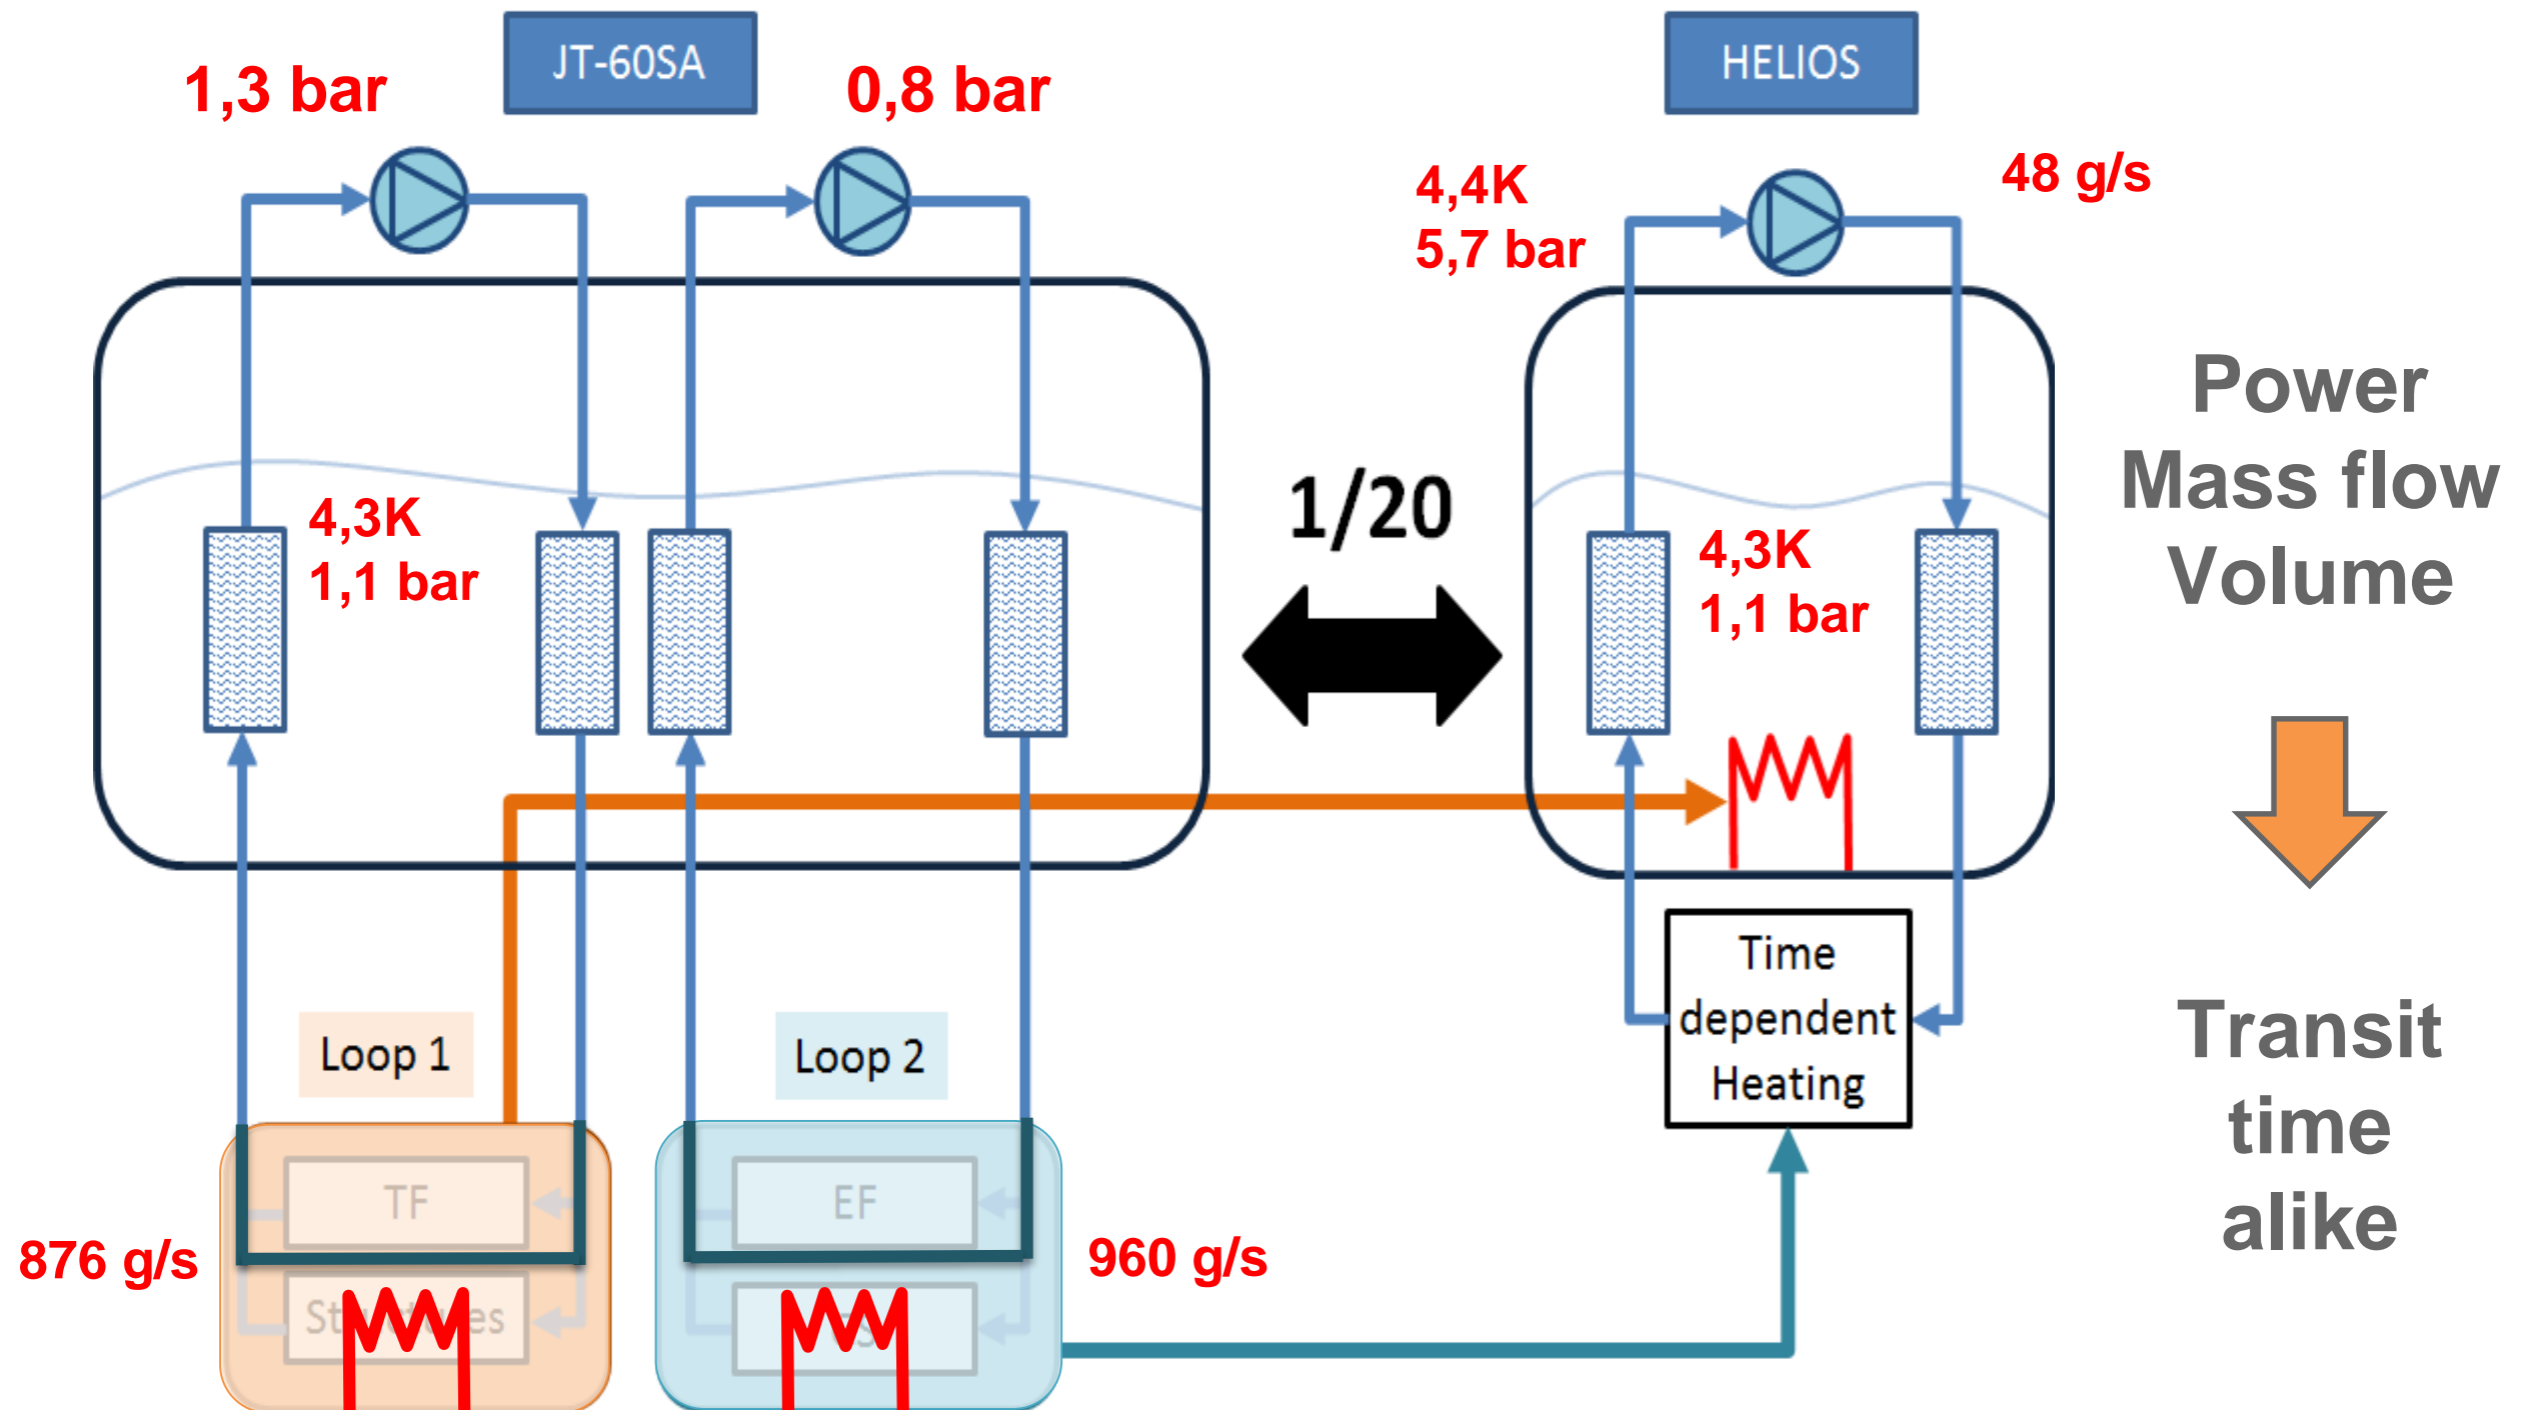 JT-60SA
HELIOS
1,3 bar
0,8 bar
4,4K
5,7 bar
48 g/s
4,3K
1,1 bar
1/20
4,3K
1,1 bar
Power
Mass flow
Volume
Time
dependent
Heating
Transit
time
alike
Loop 1
Loop 2
TF
EF
876 g/s
960 g/s